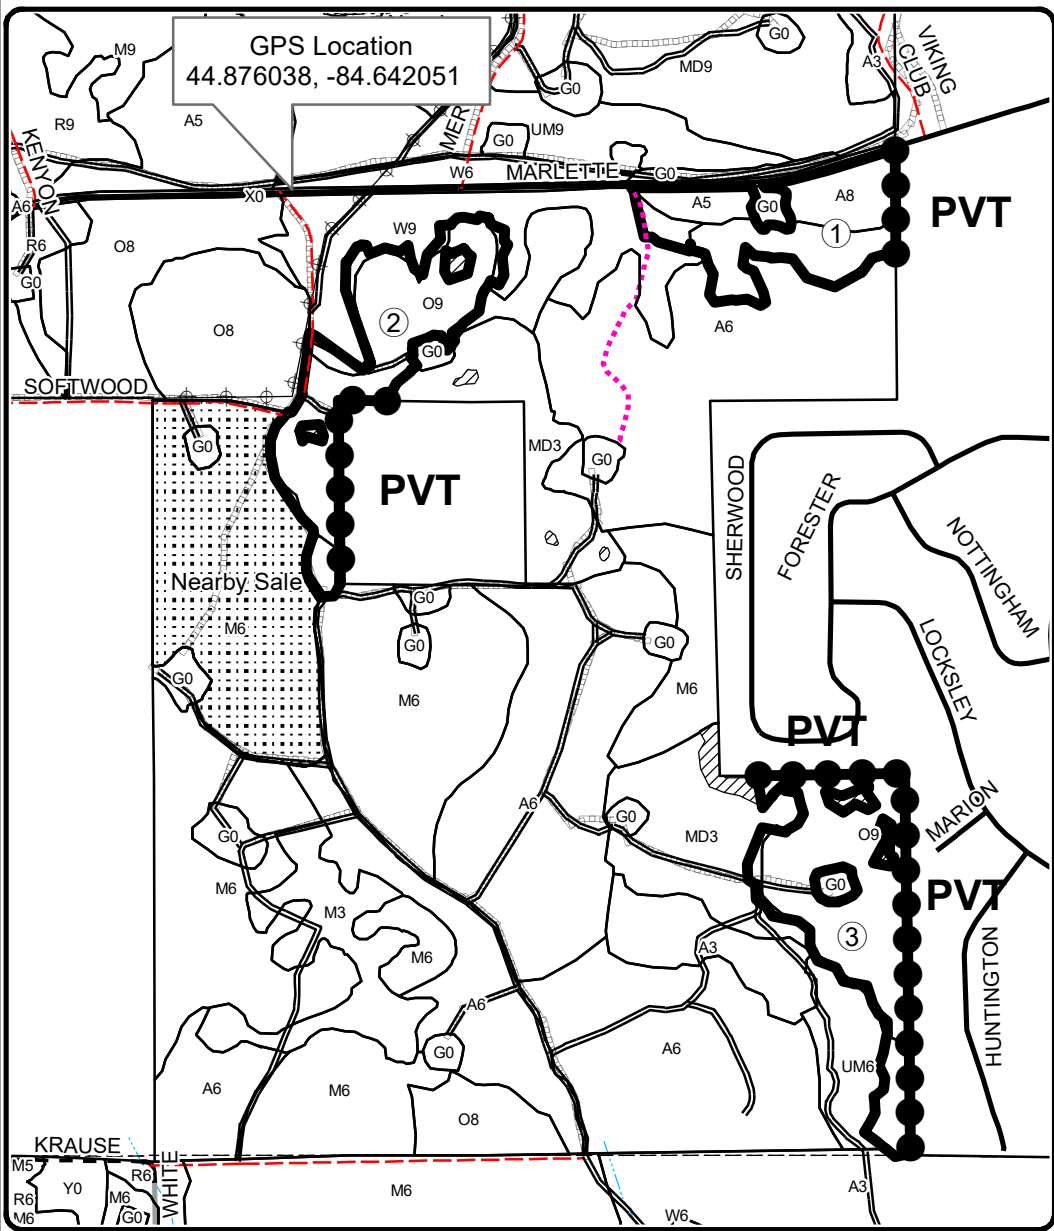 GPS Location
44.876038, -84.642051
M9
R9
A5
MER
G0
MD9
G0
A3
VIKING
CLUB
UM9
G0
KENYON
W6
MARLETTE
G0
X0
A6
R6
G0
O8
W9
A5
G0
A8
1
PVT
O9
2
G0
O8
A6
SOFTWOOD
G0
PVT
MD3
G0
SHERWOOD
FORESTER
NOTTINGHAM
LOCKSLEY
Nearby Sale
M6
G0
G0
G0
G0
M6
M6
PVT
A6
G0
MD3
O9
MARION
G0
PVT
G0
M6
M3
M6
A3
3
HUNTINGTON
A6
G0
A6
UM6
A6
M6
O8
KRAUSE
WHITE
M5
R6
Y0
R6
M6
M6
G0
M6
A3
W6